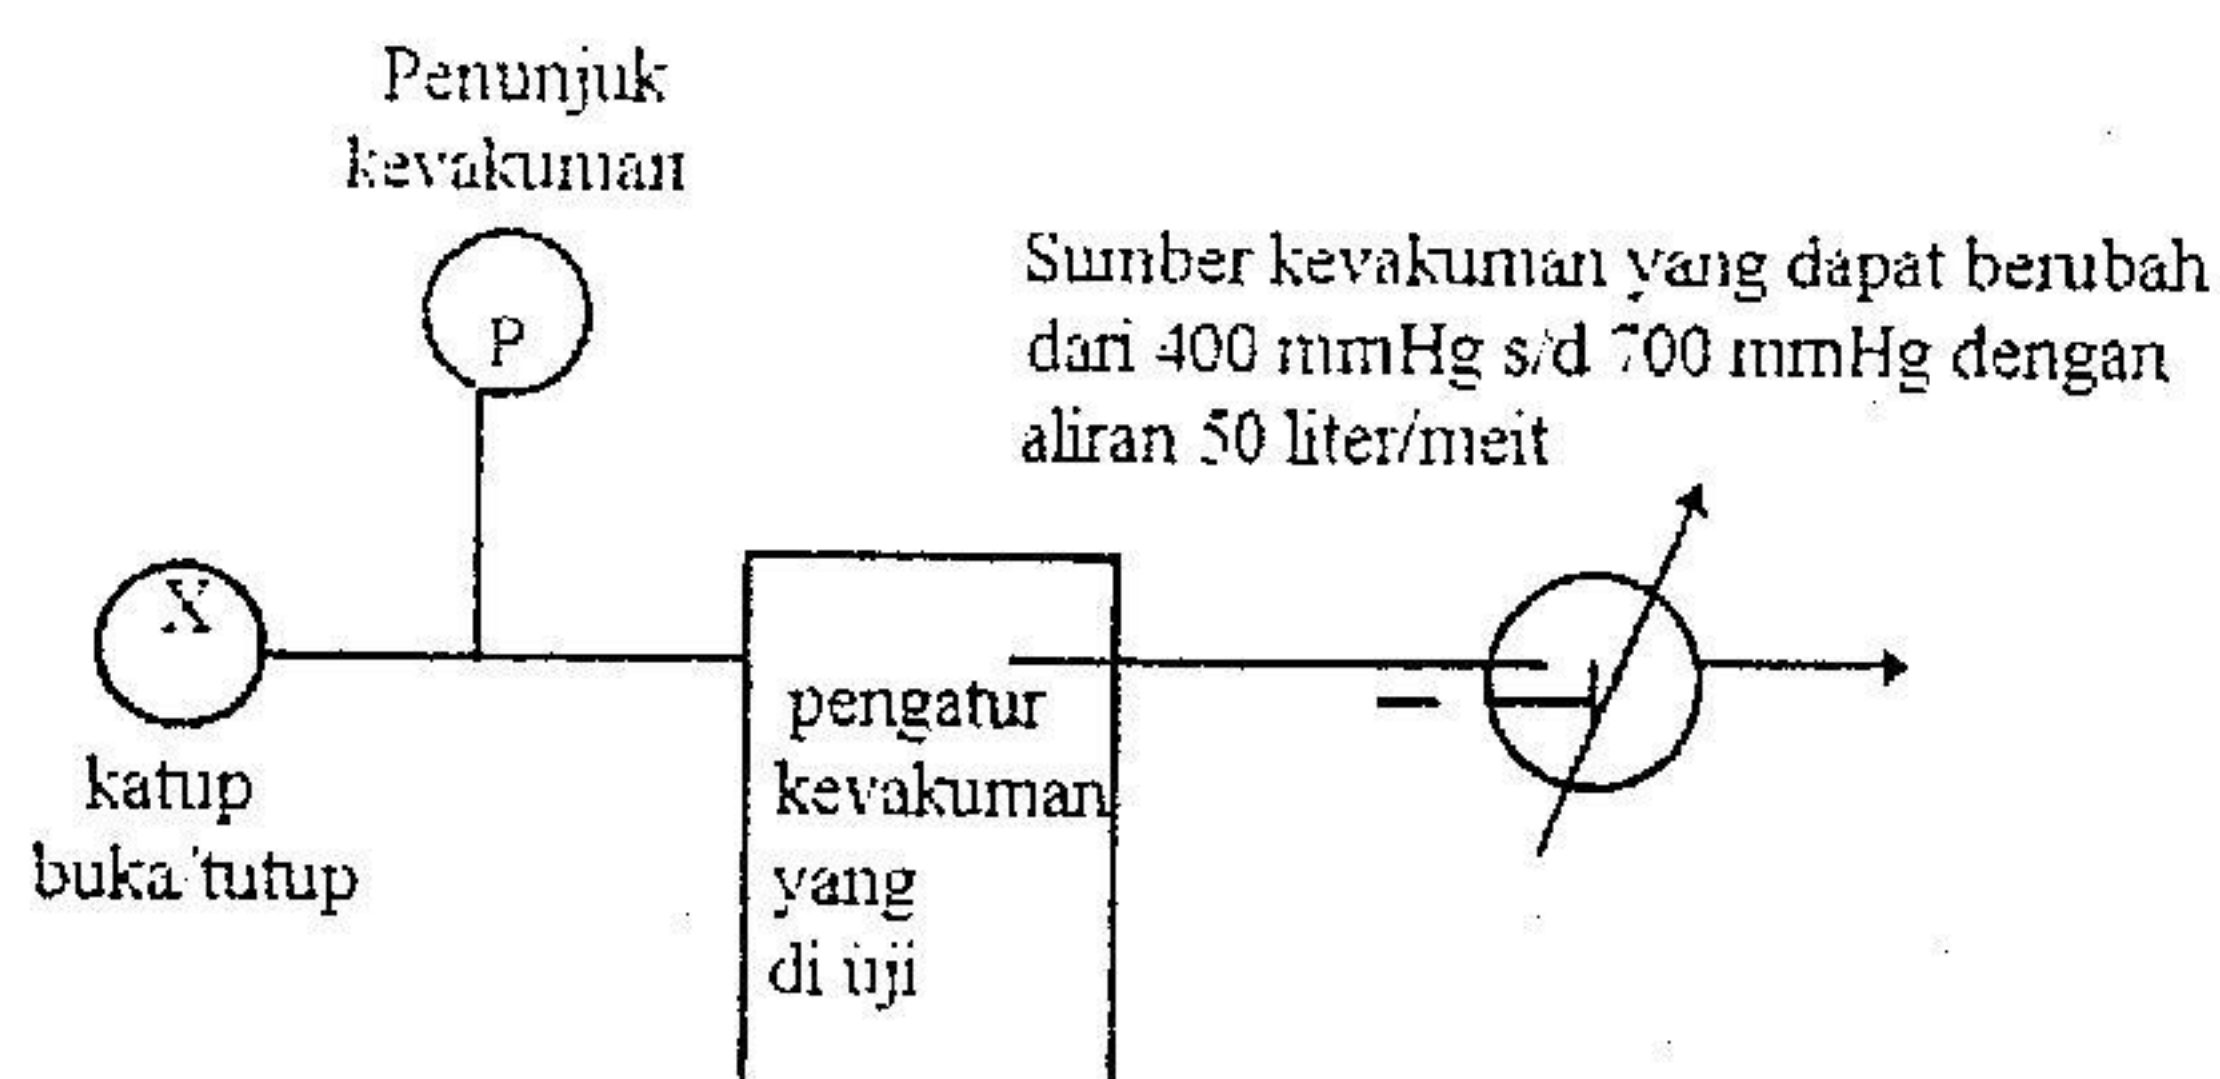 Penunjuk
kevakuman
P
Sumber kevakuman yang dapat berubah
dari 400 mmHg s/d 700 mmHg dengan
aliran 50 liter/meit
X
katup
buka tutup
pengatur
kevakuman
yang
di uji